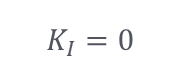 K_I = 0